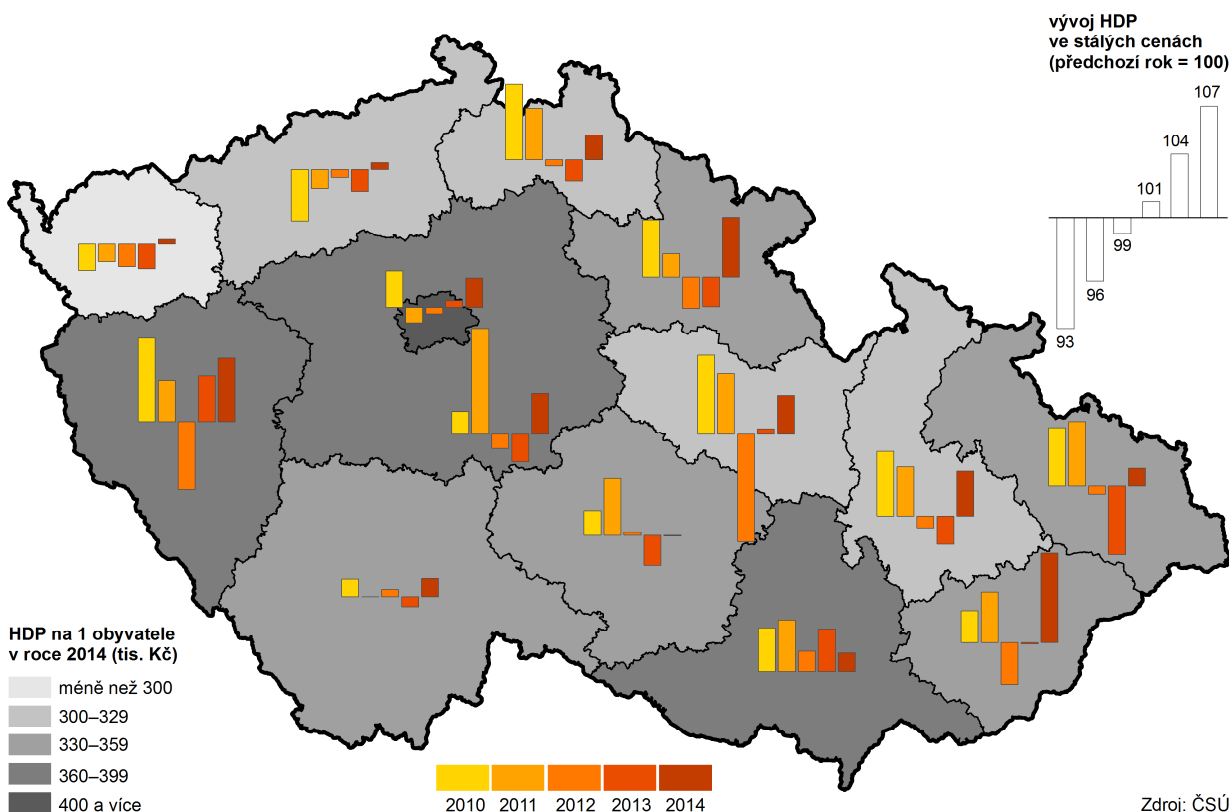 vývoj HDP
ve stálých cenách
(předchozí rok = 100)
107
104
101
99
96
93
HDP na 1 obyvatele
v roce 2014 (tis. Kč)
méně než 300
300–329
330–359
360–399
400 a více
2010 2011 2012 2013 2014
Zdroj: ČSÚ